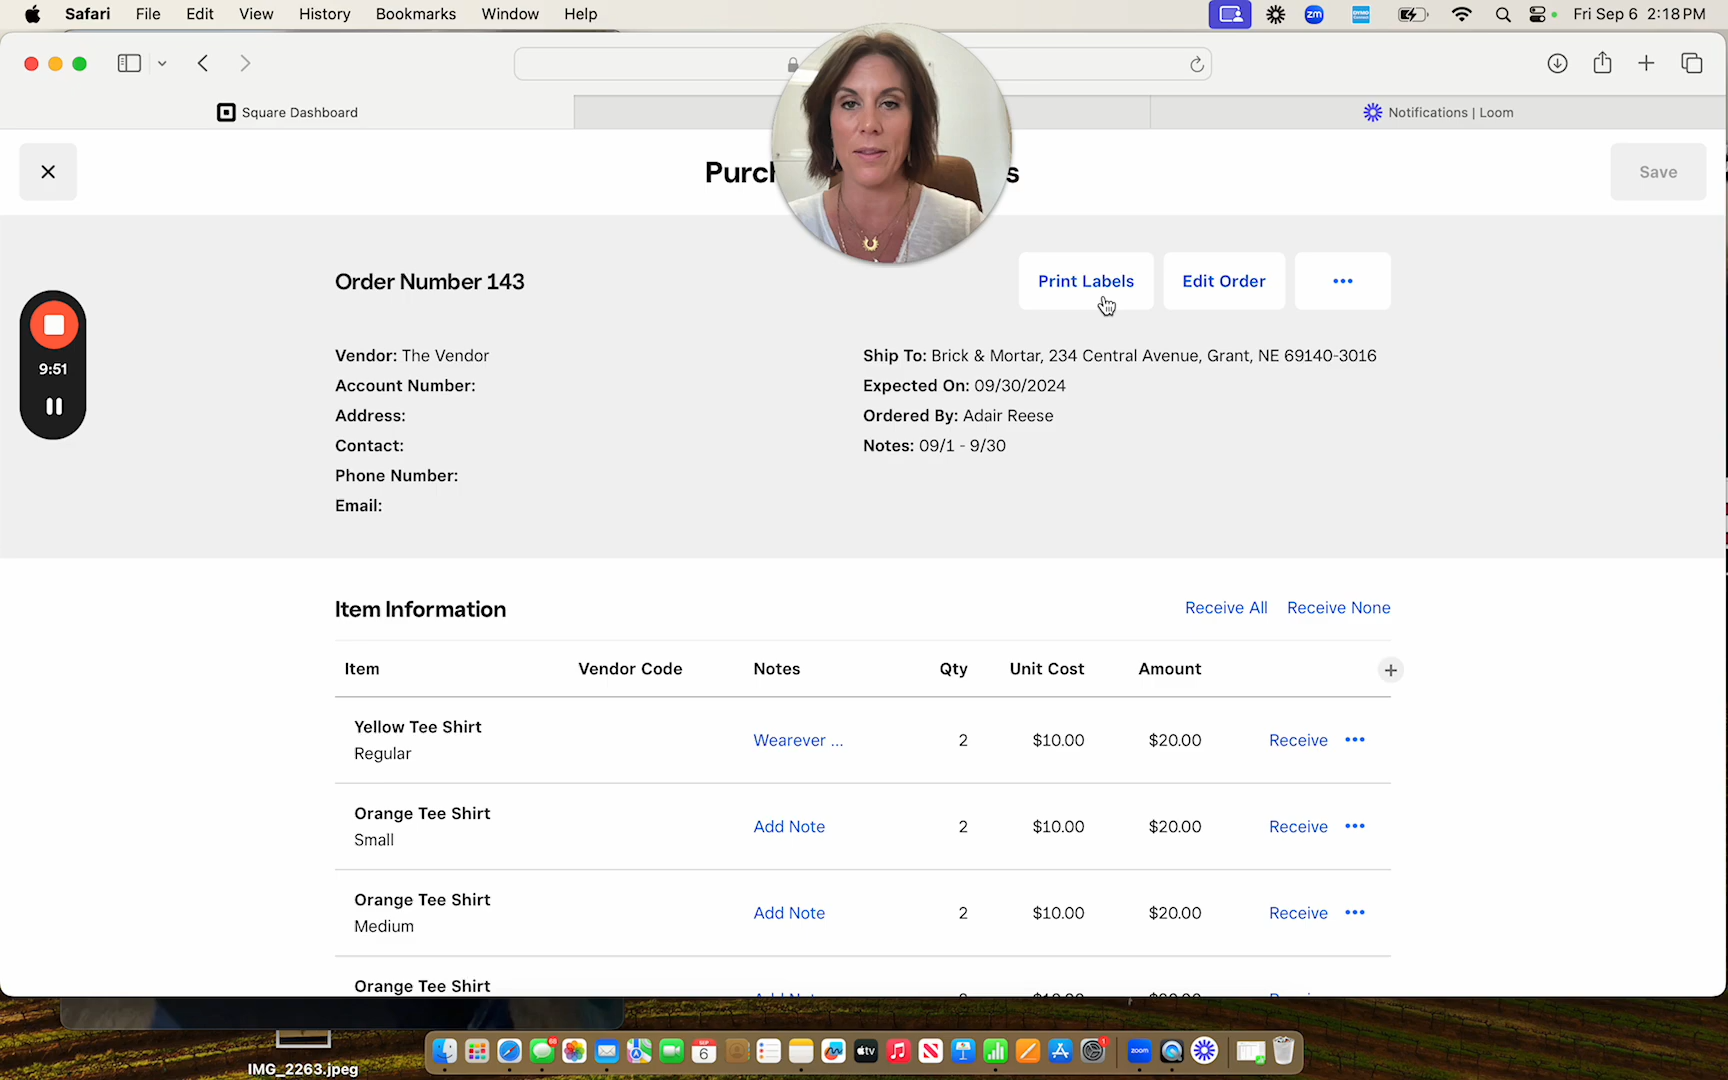 Safari File Edit View History Bookmarks Window Help zm Fri Sep 6 2:18 PM
Square Dashboard
Notifications | Loom
Save
Order Number 143
Print Labels
Edit Order
9:51
Vendor: The Vendor
Account Number:
Address:
Contact:
Phone Number:
Email:
Ship To: Brick & Mortar, 234 Central Avenue, Grant, NE 69140-3016
Expected On: 09/30/2024
Ordered By: Adair Reese
Notes: 09/1 - 9/30
Item Information
Receive All Receive None
Item Vendor Code Notes Qty Unit Cost Amount
Yellow Tee Shirt
Regular
Wearever ... 2 $10.00 $20.00 Receive
Orange Tee Shirt
Small
Add Note 2 $10.00 $20.00 Receive
Orange Tee Shirt
Medium
Add Note 2 $10.00 $20.00 Receive
Orange Tee Shirt
SEP
6
tv
zoom
IMG_2263.jpeg